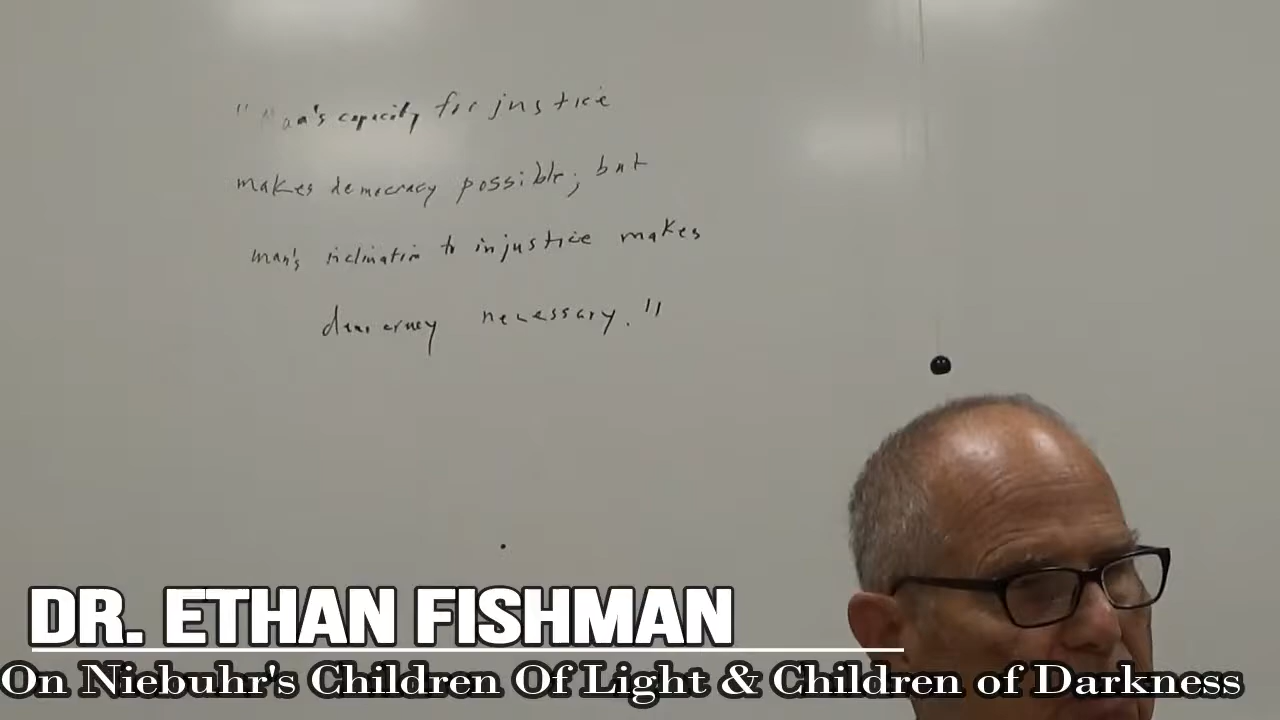 "Man's capacity for justice
makes democracy possible; but
man's inclination to injustice makes
democracy necessary."
DR. ETHAN FISHMAN
On Niebuhr's Children Of Light & Children of Darkness